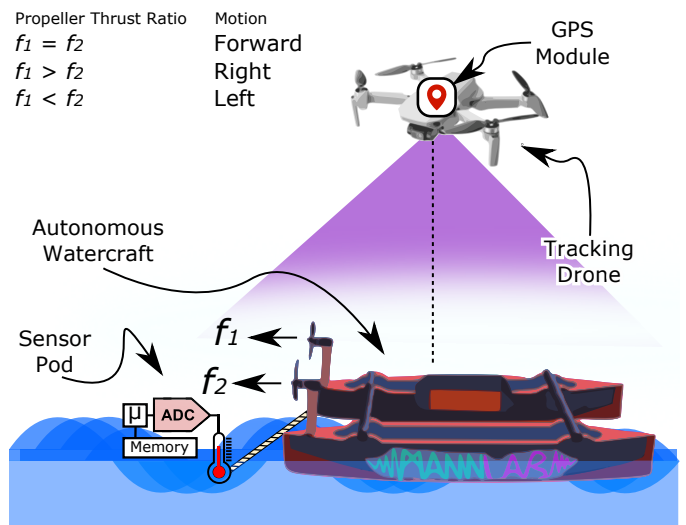 Propeller Thrust Ratio Motion
f1 = f2 Forward
f1 > f2 Right
f1 < f2 Left
GPS
Module
Autonomous
Watercraft
Tracking
Drone
Sensor
Pod
f1
f2
μ
ADC
Memory
MANNLAB